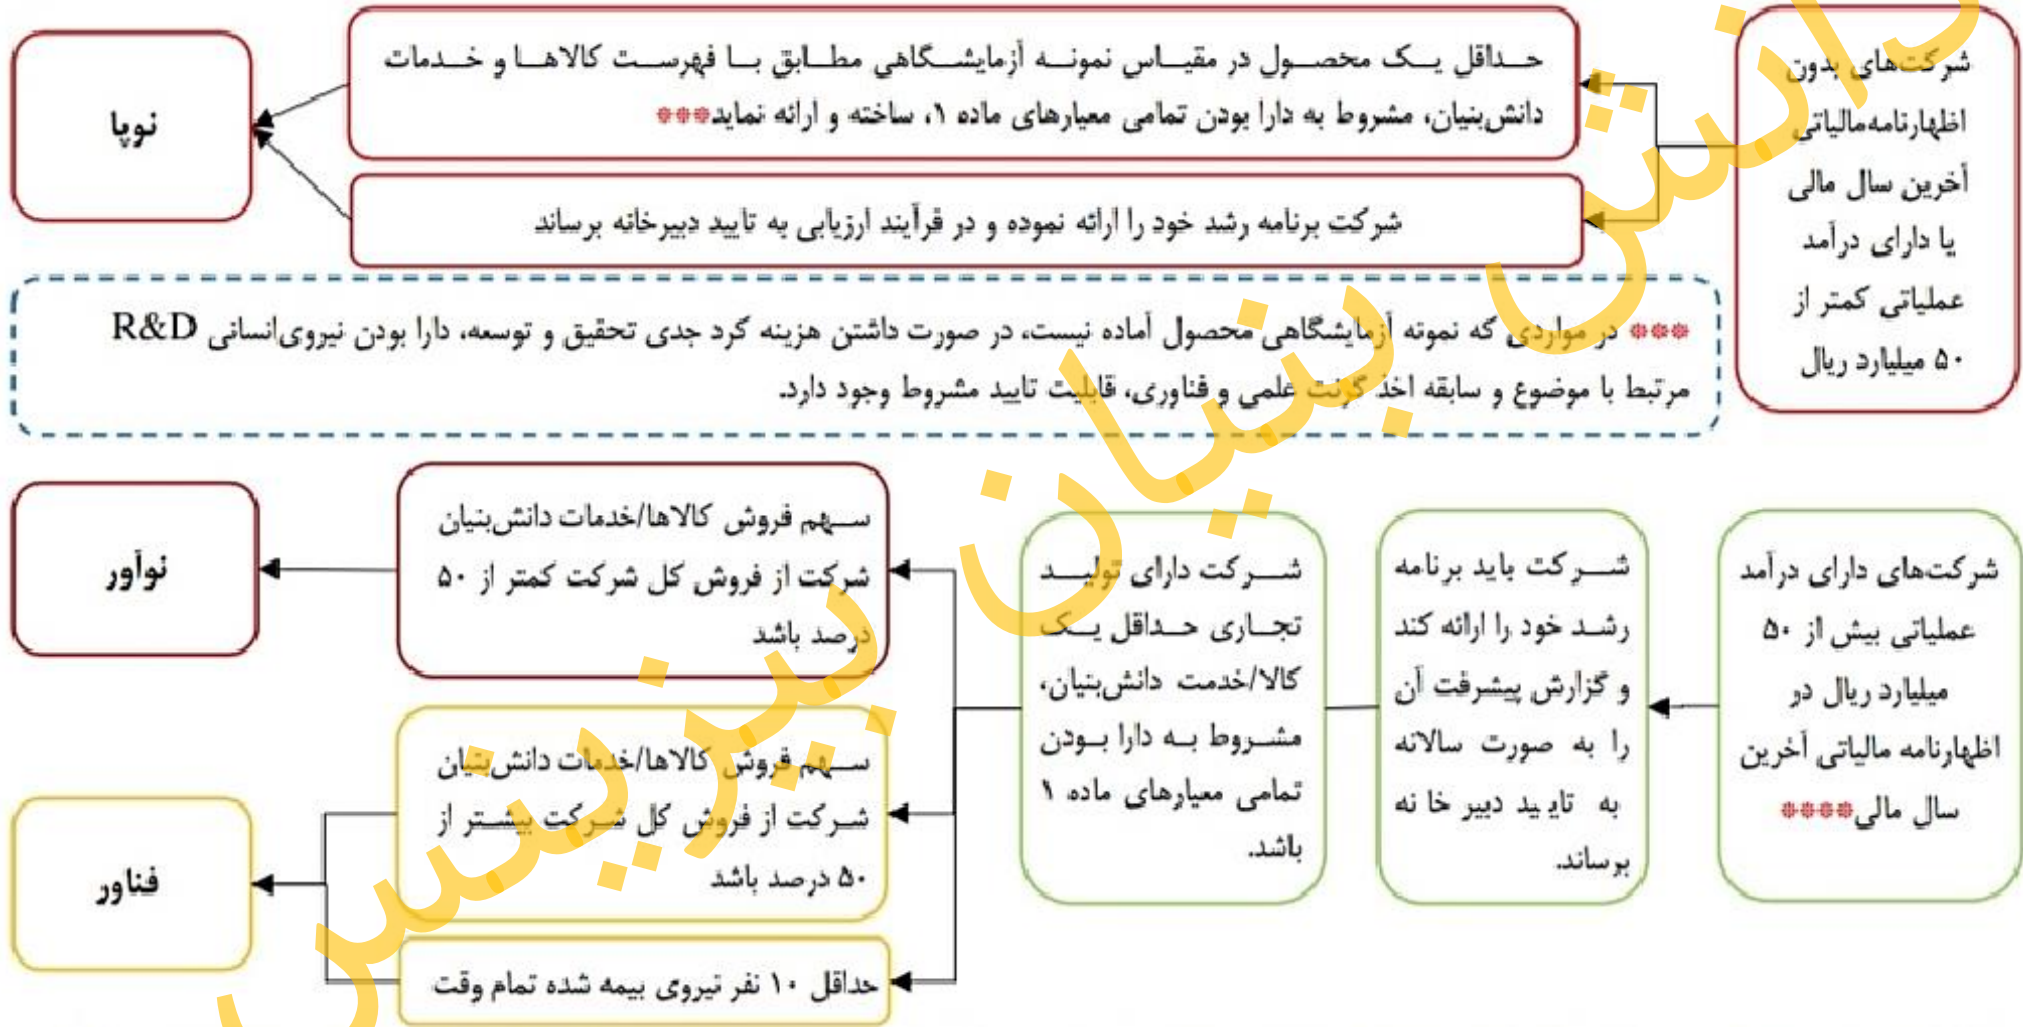 شرکت‌های بدون
اظهارنامه‌مالیاتی
آخرین سال مالی
یا دارای درآمد
عملیاتی کمتر از
۵۰ میلیارد ریال
حداقل یک محصول در مقیاس نمونه آزمایشگاهی مطابق با فهرست کالاها و خدمات
دانش‌بنیان، مشروط به دارا بودن تمامی معیارهای ماده ۱، ساخته و ارائه نماید***
شرکت برنامه رشد خود را ارائه نموده و در فرآیند ارزیابی به تایید دبیرخانه برساند
نوپا
*** در مواردی که نمونه آزمایشگاهی محصول آماده نیست، در صورت داشتن هزینه کرد جدی تحقیق و توسعه، دارا بودن نیروی‌انسانی R&D
مرتبط با موضوع و سابقه اخذ گرنت علمی و فناوری، قابلیت تایید مشروط وجود دارد.
شرکت‌های دارای درآمد
عملیاتی بیش از ۵۰
میلیارد ریال در
اظهارنامه مالیاتی آخرین
سال مالی****
شرکت باید برنامه
رشد خود را ارائه کند
و گزارش پیشرفت آن
را به صورت سالانه
به تایید دبیرخانه
برساند.
شرکت دارای تولید
تجاری حداقل یک
کالا/خدمت دانش‌بنیان،
مشروط به دارا بودن
تمامی معیارهای ماده ۱
باشد.
سهم فروش کالاها/خدمات دانش‌بنیان
شرکت از فروش کل شرکت کمتر از ۵۰
درصد باشد
نوآور
سهم فروش کالاها/خدمات دانش‌بنیان
شرکت از فروش کل شرکت بیشتر از
۵۰ درصد باشد
حداقل ۱۰ نفر نیروی بیمه شده تمام وقت
فناور
دانش بنیان بیزینس